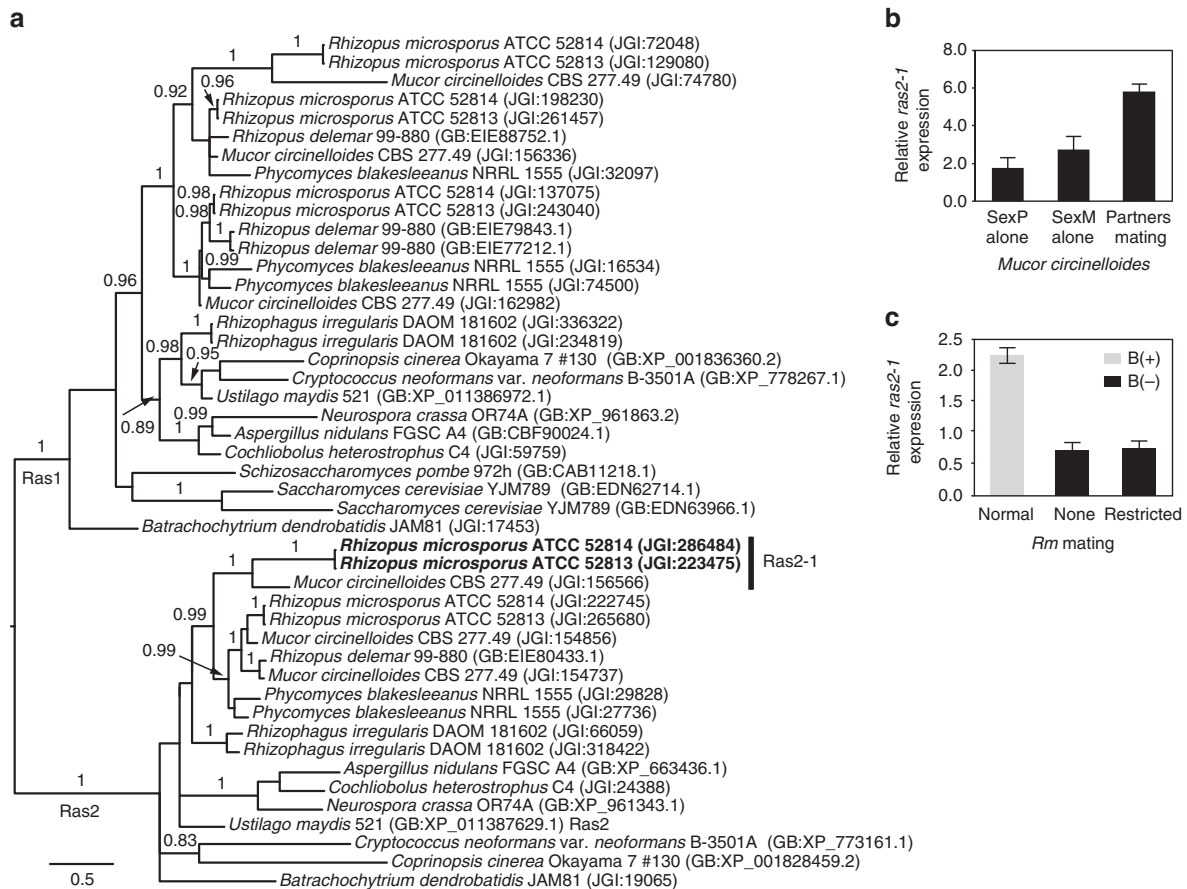 a
1
Rhizopus microsporus ATCC 52814 (JGI:72048)
1
Rhizopus microsporus ATCC 52813 (JGI:129080)
Mucor circinelloides CBS 277.49 (JGI:74780)
0.92
0.96
Rhizopus microsporus ATCC 52814 (JGI:198230)
Rhizopus microsporus ATCC 52813 (JGI:261457)
Rhizopus delemar 99-880 (GB:EIE88752.1)
Mucor circinelloides CBS 277.49 (JGI:156336)
1
Phycomyces blakesleeanus NRRL 1555 (JGI:32097)
0.98
Rhizopus microsporus ATCC 52814 (JGI:137075)
0.98
Rhizopus microsporus ATCC 52813 (JGI:243040)
1
Rhizopus delemar 99-880 (GB:EIE79843.1)
Rhizopus delemar 99-880 (GB:EIE77212.1)
1
0.99
Phycomyces blakesleeanus NRRL 1555 (JGI:16534)
0.96
Phycomyces blakesleeanus NRRL 1555 (JGI:74500)
Mucor circinelloides CBS 277.49 (JGI:162982)
1
Rhizophagus irregularis DAOM 181602 (JGI:336322)
0.98
Rhizophagus irregularis DAOM 181602 (JGI:234819)
0.95
Coprinopsis cinerea Okayama 7 #130 (GB:XP_001836360.2)
Cryptococcus neoformans var. neoformans B-3501A (GB:XP_778267.1)
Ustilago maydis 521 (GB:XP_011386972.1)
0.89
0.99
Neurospora crassa OR74A (GB:XP_961863.2)
1
Aspergillus nidulans FGSC A4 (GB:CBF90024.1)
Cochliobolus heterostrophus C4 (JGI:59759)
1
Ras1
Schizosaccharomyces pombe 972h (GB:CAB11218.1)
1
Saccharomyces cerevisiae YJM789 (GB:EDN62714.1)
Saccharomyces cerevisiae YJM789 (GB:EDN63966.1)
Batrachochytrium dendrobatidis JAM81 (JGI:17453)
1
Rhizopus microsporus ATCC 52814 (JGI:286484)
1
Rhizopus microsporus ATCC 52813 (JGI:223475)
Ras2-1
Mucor circinelloides CBS 277.49 (JGI:156566)
0.99
1
Rhizopus microsporus ATCC 52814 (JGI:222745)
Rhizopus microsporus ATCC 52813 (JGI:265680)
0.99
1
Mucor circinelloides CBS 277.49 (JGI:154856)
1
Rhizopus delemar 99-880 (GB:EIE80433.1)
Mucor circinelloides CBS 277.49 (JGI:154737)
Phycomyces blakesleeanus NRRL 1555 (JGI:29828)
Phycomyces blakesleeanus NRRL 1555 (JGI:27736)
1
Rhizophagus irregularis DAOM 181602 (JGI:66059)
Rhizophagus irregularis DAOM 181602 (JGI:318422)
1
Aspergillus nidulans FGSC A4 (GB:XP_663436.1)
1
Cochliobolus heterostrophus C4 (JGI:24388)
Neurospora crassa OR74A (GB:XP_961343.1)
Ras2
Ustilago maydis 521 (GB:XP_011387629.1) Ras2
0.83
Cryptococcus neoformans var. neoformans B-3501A (GB:XP_773161.1)
Coprinopsis cinerea Okayama 7 #130 (GB:XP_001828459.2)
Batrachochytrium dendrobatidis JAM81 (JGI:19065)
0.5
b
Relative ras2-1
expression
8.0
6.0
4.0
2.0
0.0
SexP SexM Partners
alone alone mating
Mucor circinelloides
c
Relative ras2-1
expression
2.5
2.0
1.5
1.0
0.5
0.0
B(+)
B(−)
Normal None Restricted
Rm mating